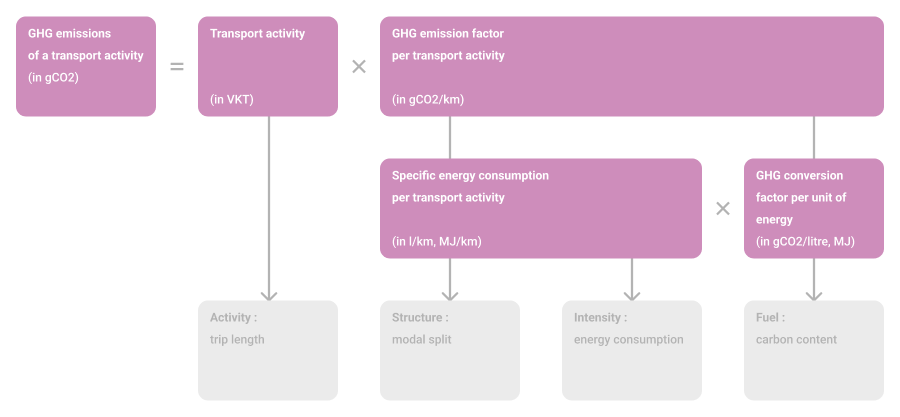 GHG emissions
of a transport activity
(in gCO2)
=
Transport activity
(in VKT)
×
GHG emission factor
per transport activity
(in gCO2/km)
Specific energy consumption
per transport activity
(in l/km, MJ/km)
×
GHG conversion
factor per unit of
energy
(in gCO2/litre, MJ)
Activity :
trip length
Structure :
modal split
Intensity :
energy consumption
Fuel :
carbon content